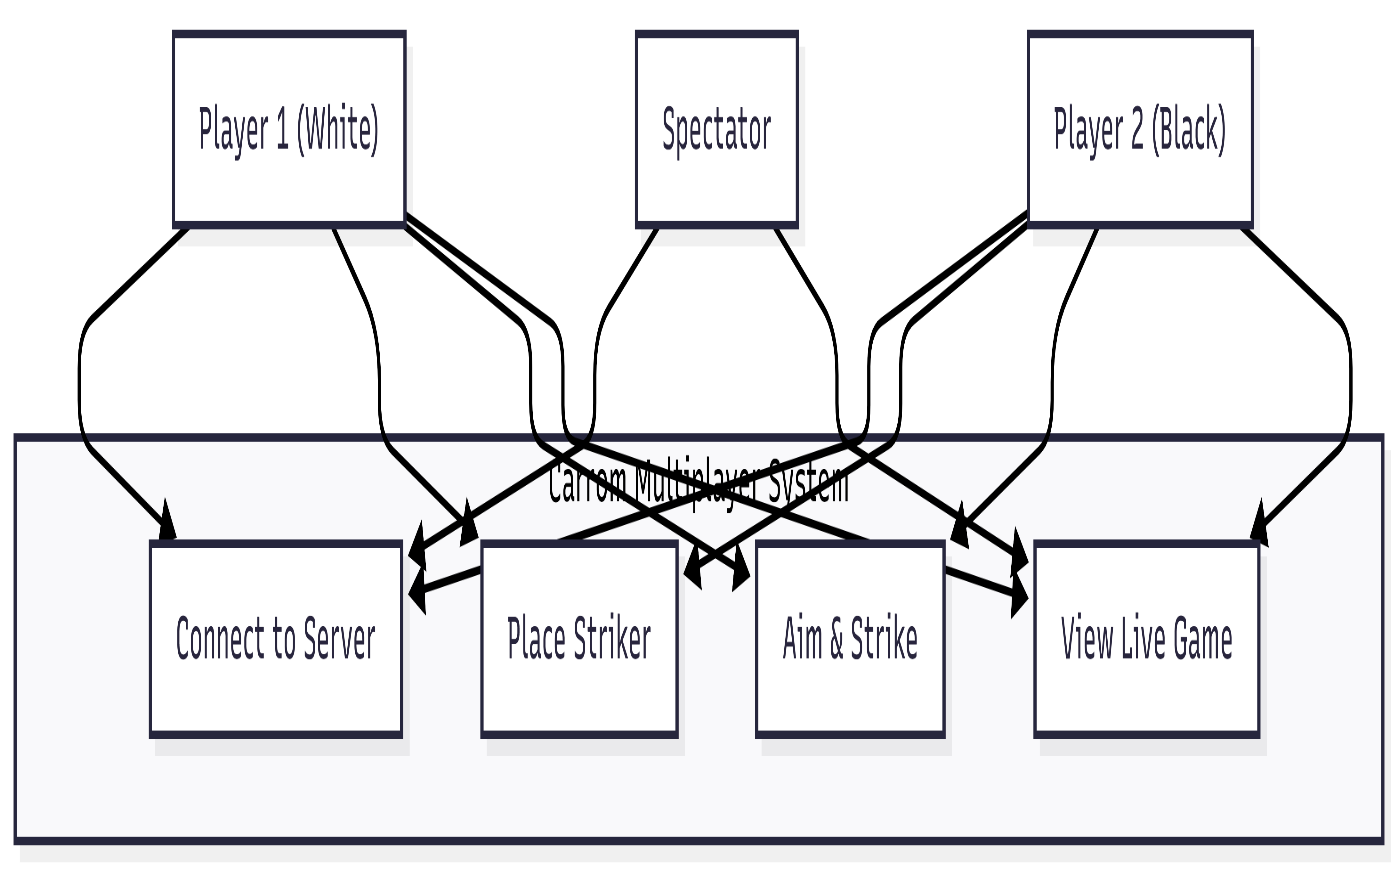 Player 1 (White)
Spectator
Player 2 (Black)
Carrom Multiplayer System
Connect to Server
Place Striker
Aim & Strike
View Live Game